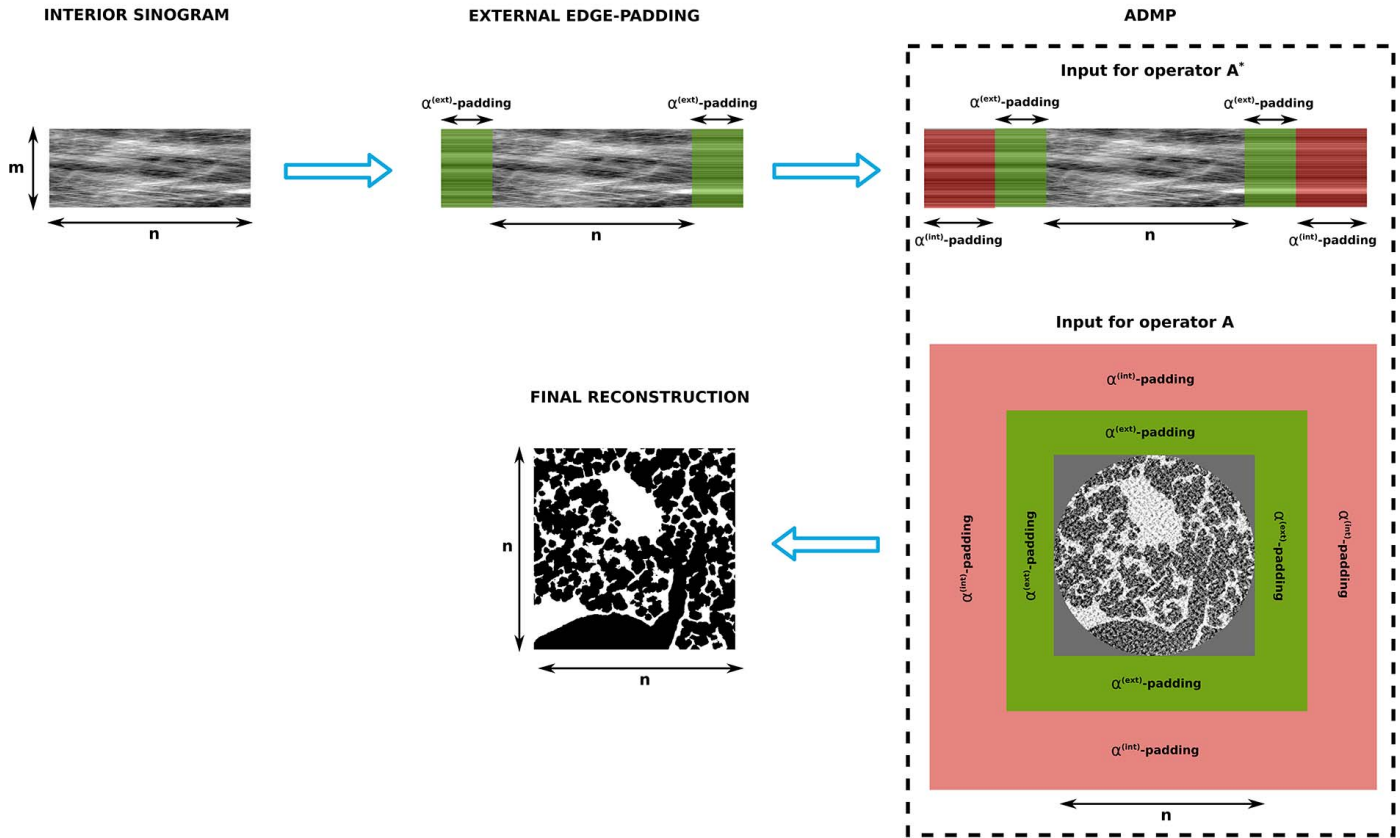 INTERIOR SINOGRAM
EXTERNAL EDGE-PADDING
ADMP
Input for operator A*
α(ext)-padding
α(ext)-padding
α(ext)-padding
α(ext)-padding
m
n
n
n
α(int)-padding
α(int)-padding
Input for operator A
α(int)-padding
α(ext)-padding
α(int)-padding
α(ext)-padding
α(ext)-padding
α(int)-padding
α(ext)-padding
α(int)-padding
n
FINAL RECONSTRUCTION
n
n